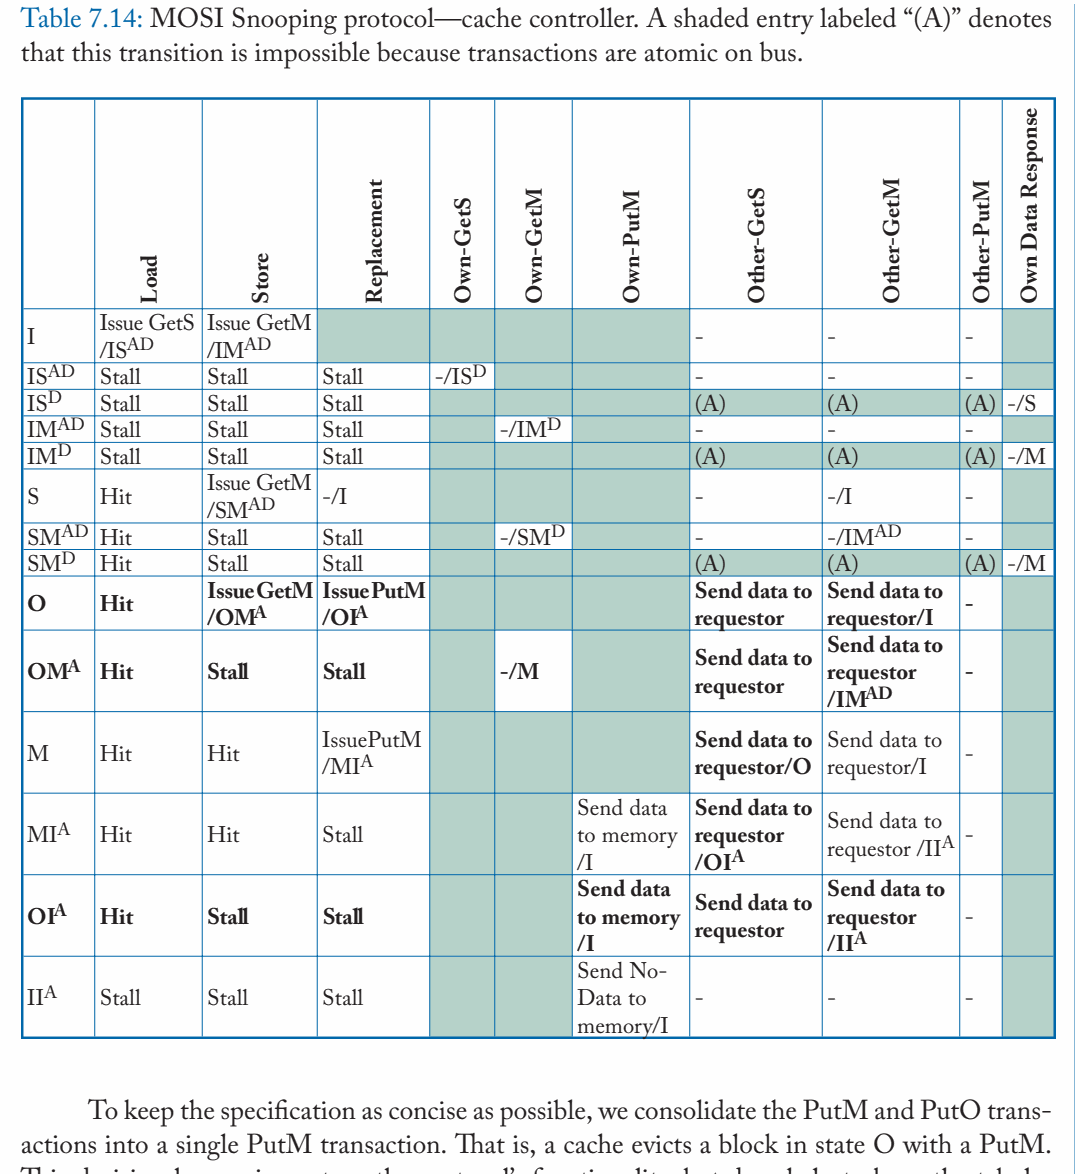 Table 7.14: MOSI Snooping protocol—cache controller. A shaded entry labeled “(A)” denotes
that this transition is impossible because transactions are atomic on bus.
Load Store Replacement Own-GetS Own-GetM Own-PutM Other-GetS Other-GetM Other-PutM Own Data Response
I Issue GetS /ISAD Issue GetM /IMAD - - -
ISAD Stall Stall Stall -/ISD - - -
ISD Stall Stall Stall (A) (A) (A) -/S
IMAD Stall Stall Stall -/IMD - - -
IMD Stall Stall Stall (A) (A) (A) -/M
S Hit Issue GetM /SMAD -/I - -/I -
SMAD Hit Stall Stall -/SMD - -/IMAD -
SMD Hit Stall Stall (A) (A) (A) -/M
O Hit Issue GetM /OMA Issue PutM /OIA Send data to requestor Send data to requestor/I -
OMA Hit Stall Stall -/M Send data to requestor Send data to requestor /IMAD -
M Hit Hit IssuePutM /MIA Send data to requestor/O Send data to requestor/I -
MIA Hit Hit Stall Send data to memory /I Send data to requestor /OIA Send data to requestor /IIA -
OIA Hit Stall Stall Send data to memory /I Send data to requestor Send data to requestor /IIA -
IIA Stall Stall Stall Send No-Data to memory/I - - -
To keep the specification as concise as possible, we consolidate the PutM and PutO trans-
actions into a single PutM transaction. That is, a cache evicts a block in state O with a PutM.